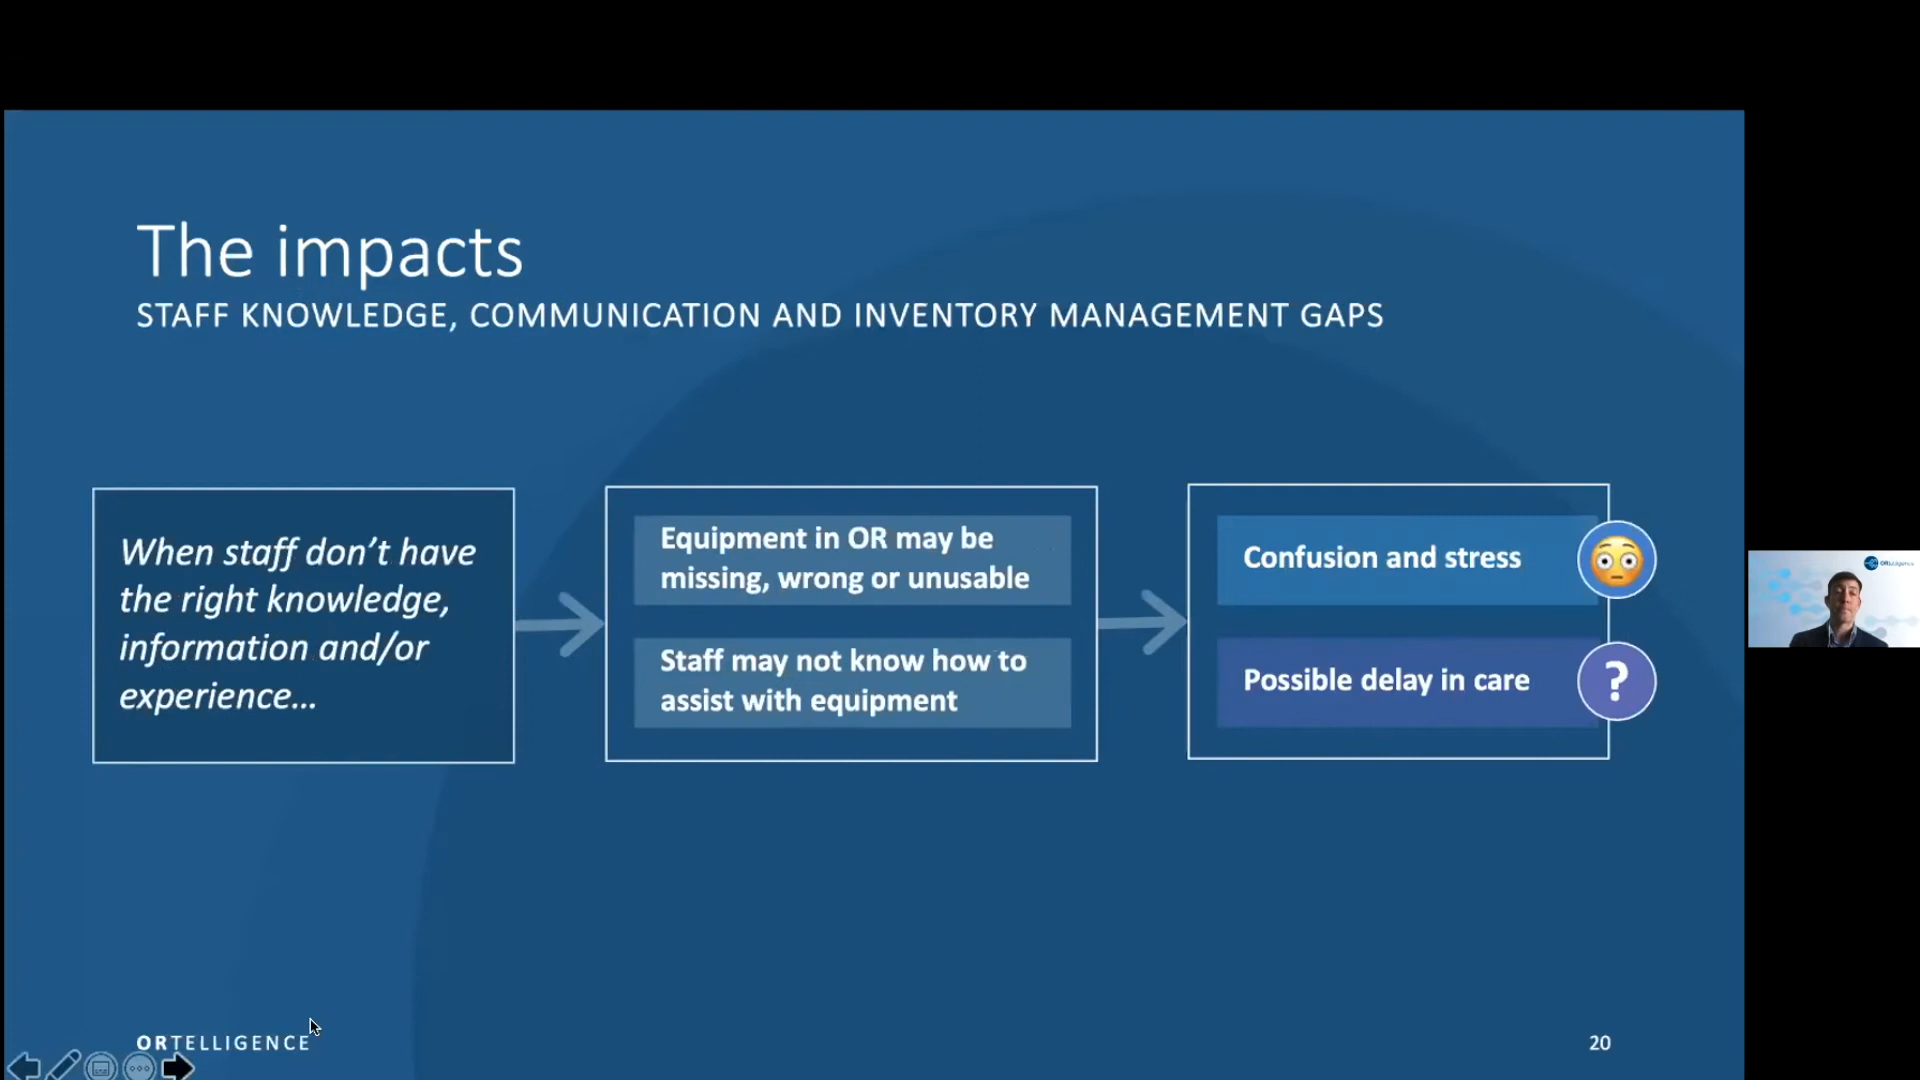 The impacts
STAFF KNOWLEDGE, COMMUNICATION AND INVENTORY MANAGEMENT GAPS
When staff don’t have
the right knowledge,
information and/or
experience...
Equipment in OR may be
missing, wrong or unusable
Staff may not know how to
assist with equipment
Confusion and stress
Possible delay in care
?
ORTELLIGENCE
20
ORtelligence